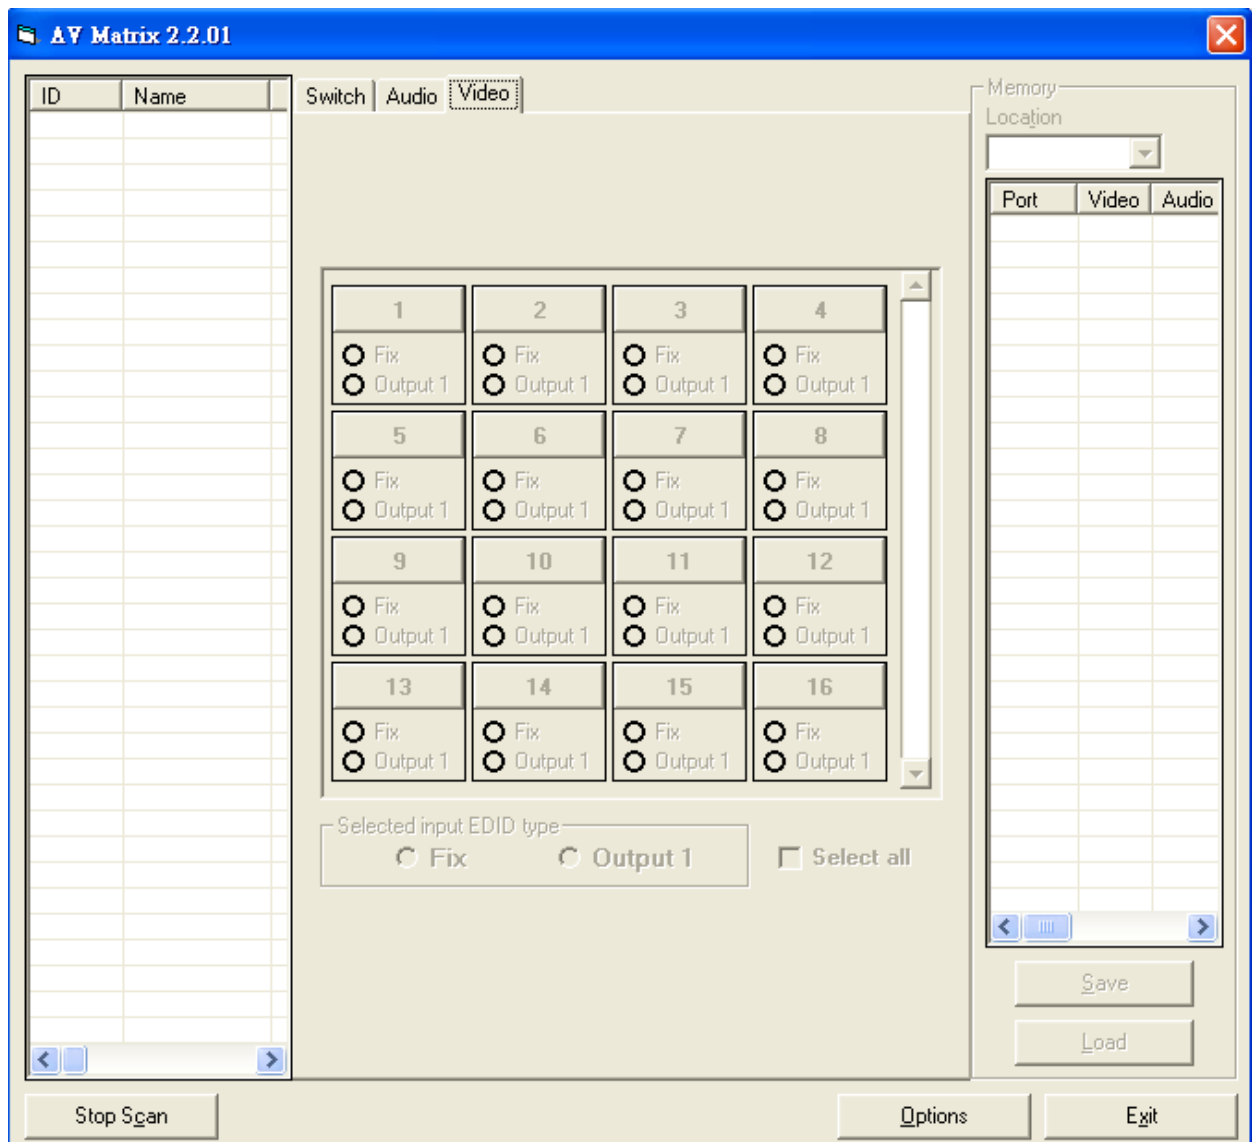 AV Matrix 2.2.01
ID Name
Switch Audio Video
Memory
Location
Port Video Audio
1 2 3 4
Fix Fix Fix Fix
Output 1 Output 1 Output 1 Output 1
5 6 7 8
Fix Fix Fix Fix
Output 1 Output 1 Output 1 Output 1
9 10 11 12
Fix Fix Fix Fix
Output 1 Output 1 Output 1 Output 1
13 14 15 16
Fix Fix Fix Fix
Output 1 Output 1 Output 1 Output 1
Selected input EDID type
Fix Output 1 Select all
Save
Load
Stop Scan Options Exit